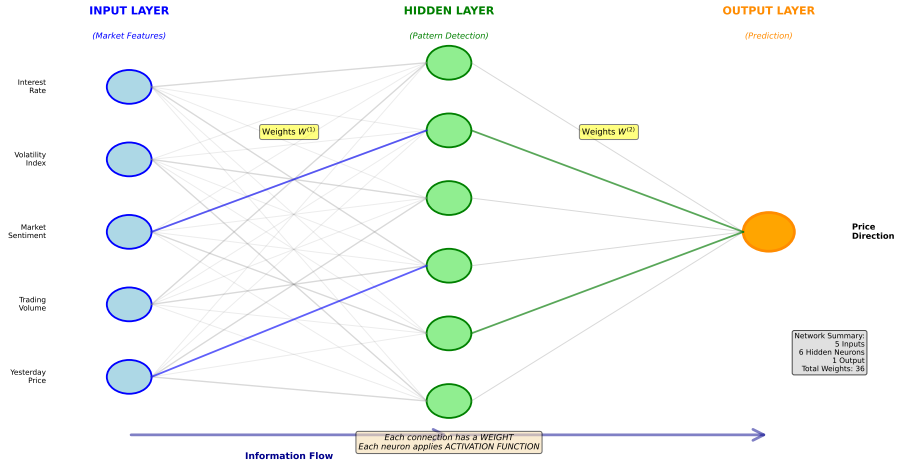 INPUT LAYER
(Market Features)
HIDDEN LAYER
(Pattern Detection)
OUTPUT LAYER
(Prediction)
Interest
Rate
Volatility
Index
Market
Sentiment
Trading
Volume
Yesterday
Price
Weights W⁽¹⁾
Weights W⁽²⁾
Price
Direction
Network Summary:
5 Inputs
6 Hidden Neurons
1 Output
Total Weights: 36
Each connection has a WEIGHT
Each neuron applies ACTIVATION FUNCTION
Information Flow